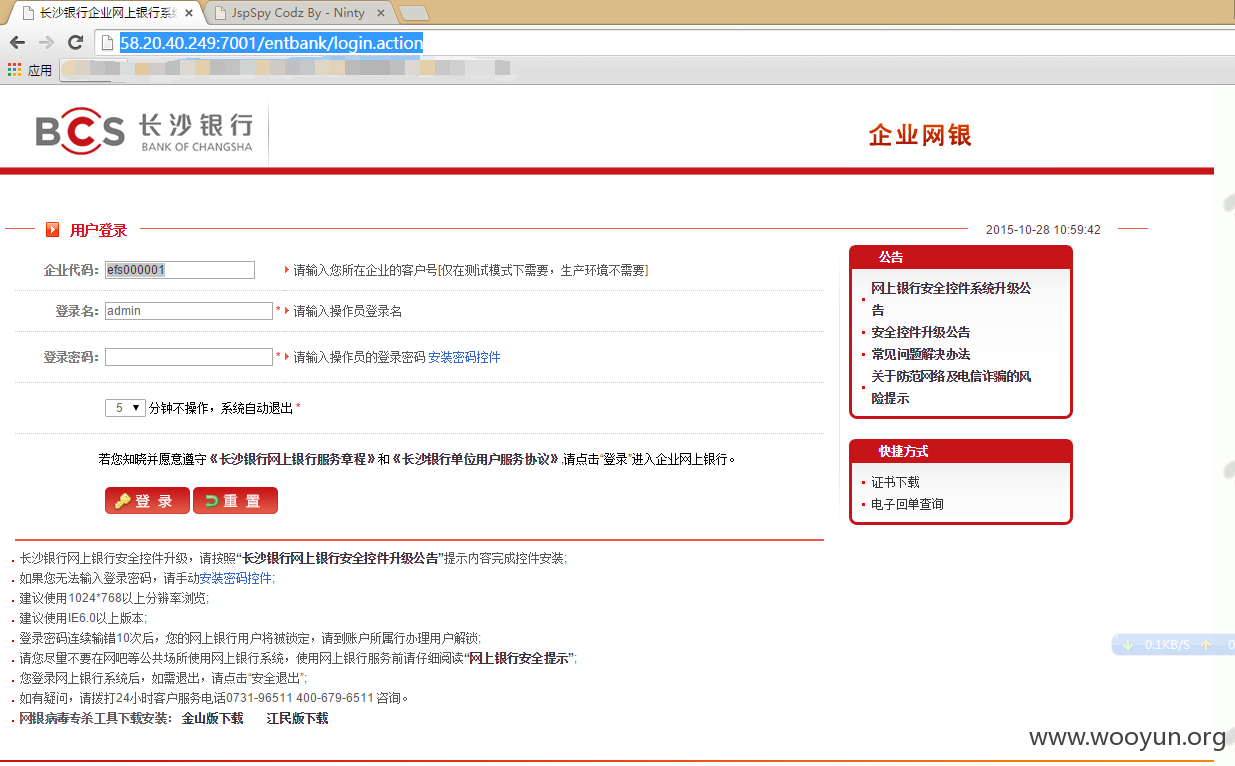 长沙银行企业网上银行系统
JspSpy Codz By - Ninty
58.20.40.249:7001/entbank/login.action
应用
BCS 长沙银行
BANK OF CHANGSHA
企业网银
用户登录
2015-10-28 10:59:42
企业代码: efs000001 请输入您所在企业的客户号[仅在测试模式下需要，生产环境不需要]
登录名: admin * 请输入操作员登录名
登录密码: * 请输入操作员的登录密码 安装密码控件
5 分钟不操作，系统自动退出 *
若您知晓并愿意遵守《长沙银行网上银行服务章程》和《长沙银行单位用户服务协议》,请点击“登录”进入企业网上银行。
登 录 重 置
公告
网上银行安全控件系统升级公
告
安全控件升级公告
常见问题解决办法
关于防范网络及电信诈骗的风
险提示
快捷方式
证书下载
电子回单查询
长沙银行网上银行安全控件升级，请按照“长沙银行网上银行安全控件升级公告”提示内容完成控件安装;
如果您无法输入登录密码，请手动安装密码控件;
建议使用1024*768以上分辨率浏览;
建议使用IE6.0以上版本;
登录密码连续输错10次后，您的网上银行用户将被锁定，请到账户所属行办理用户解锁;
请您尽量不要在网吧等公共场所使用网上银行系统，使用网上银行服务前请仔细阅读“网上银行安全提示”;
您登录网上银行系统后，如需退出，请点击“安全退出”;
如有疑问，请拨打24小时客户服务电话0731-96511 400-679-6511 咨询。
网银病毒专杀工具下载安装: 金山版下载 江民版下载
0.1KB/S 0
www.wooyun.org